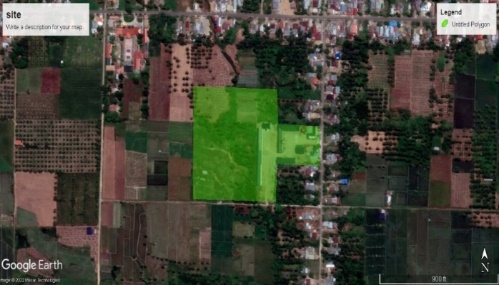 site
Write a description for your map.
Legend
Untitled Polygon
Google Earth
N
900 ft